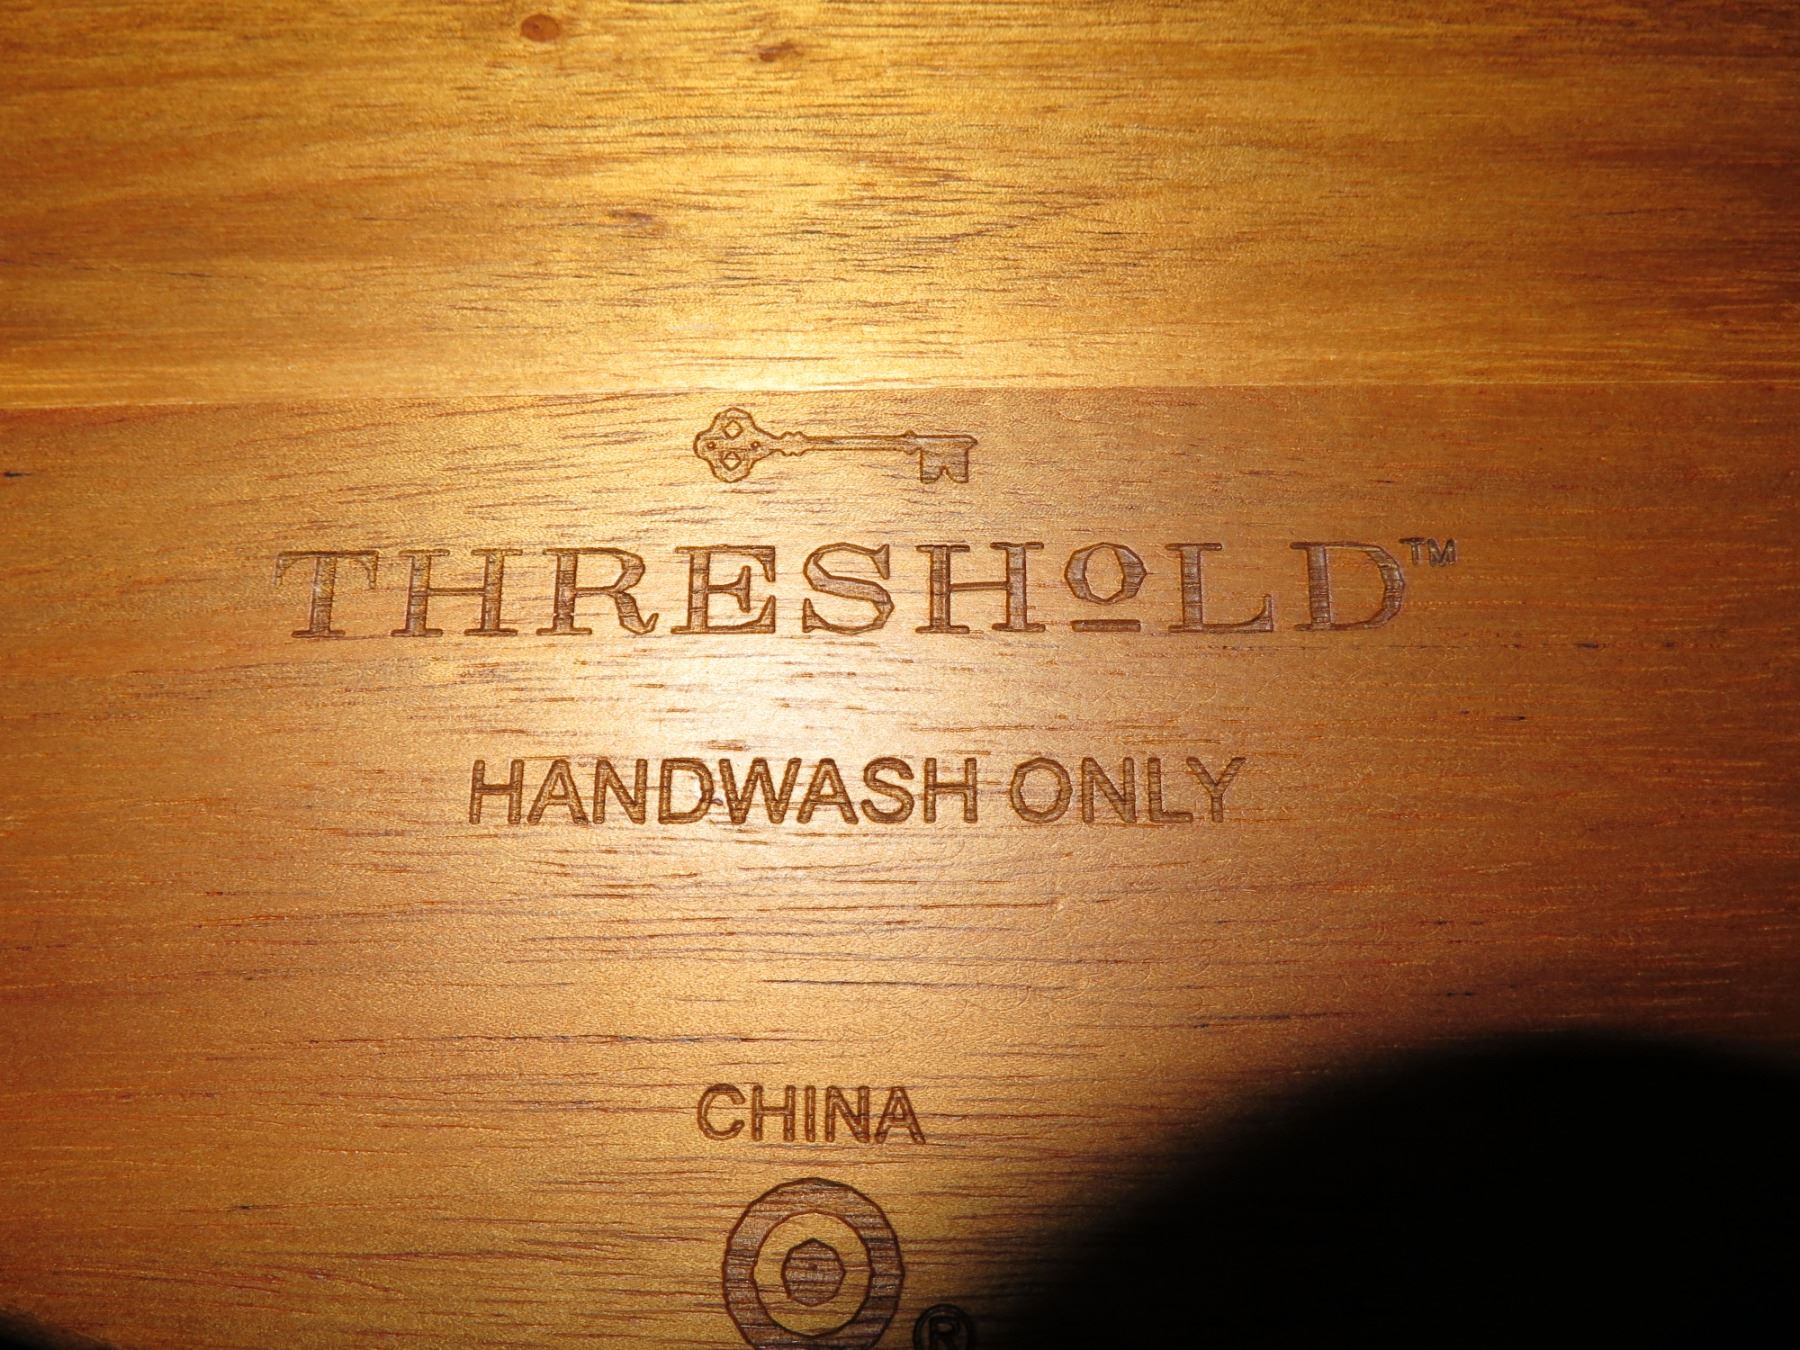 THRESHOLD™
HANDWASH ONLY
CHINA
®